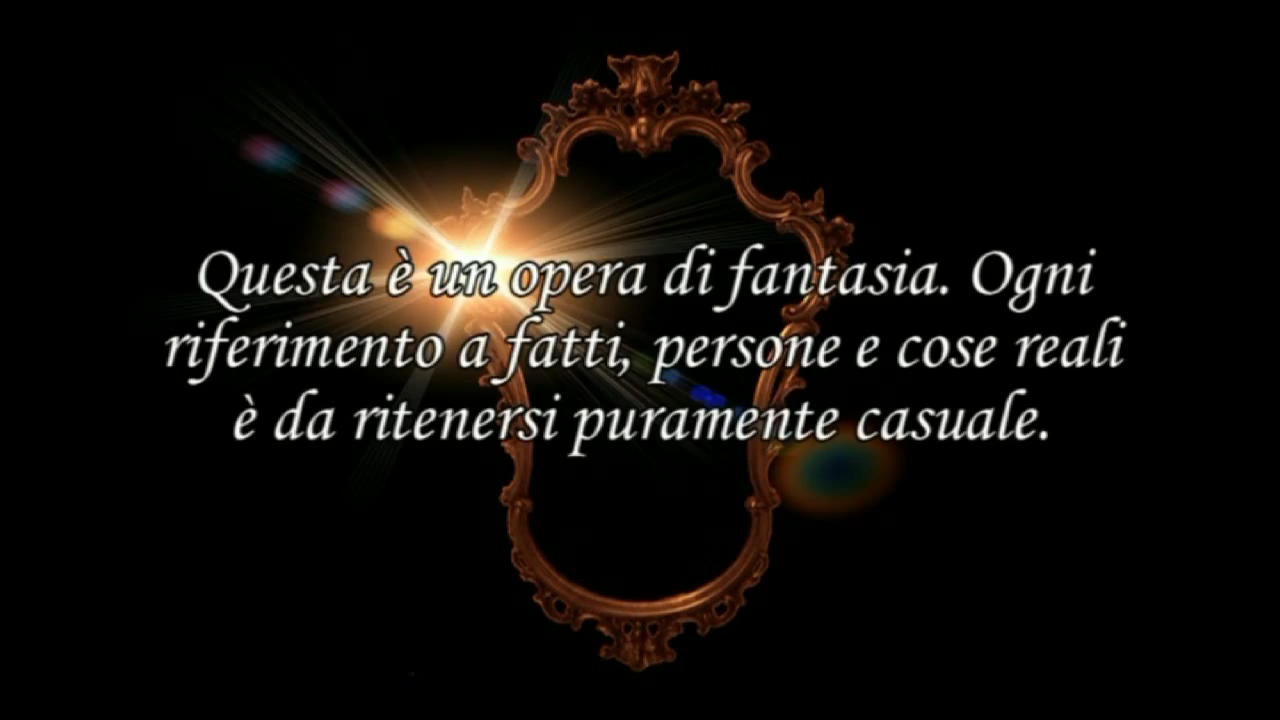 Questa è un opera di fantasia. Ogni
riferimento a fatti, persone e cose reali
è da ritenersi puramente casuale.